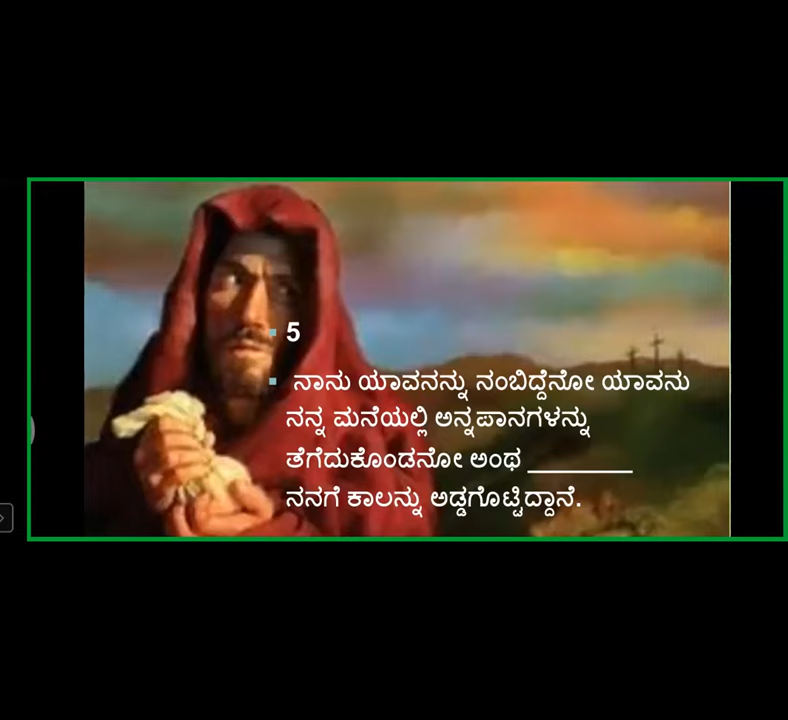 5
ನಾನು ಯಾವನನ್ನು ನಂಬಿದ್ದೆನೋ ಯಾವನು
ನನ್ನ ಮನೆಯಲ್ಲಿ ಅನ್ನಪಾನಗಳನ್ನು
ತೆಗೆದುಕೊಂಡನೋ ಅಂಥ ________
ನನಗೆ ಕಾಲನ್ನು ಅಡ್ಡಗೊಟ್ಟಿದ್ದಾನೆ.